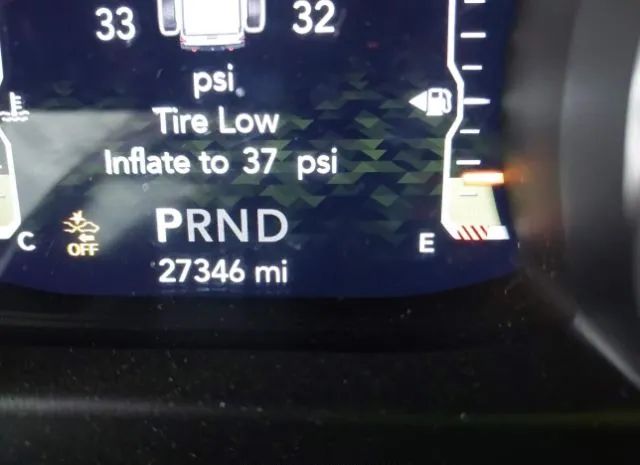 33 32
psi
Tire Low
Inflate to 37 psi
PRND
C OFF E
27346 mi